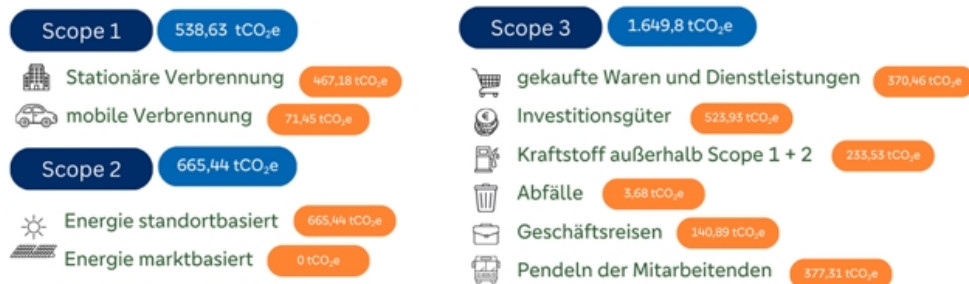 Scope 1 538,63 tCO₂e
Stationäre Verbrennung 467,18 tCO₂e
mobile Verbrennung 71,45 tCO₂e
Scope 2 665,44 tCO₂e
Energie standortbasiert 665,44 tCO₂e
Energie marktbasiert 0 tCO₂e
Scope 3 1.649,8 tCO₂e
gekaufte Waren und Dienstleistungen 370,46 tCO₂e
Investitionsgüter 523,93 tCO₂e
Kraftstoff außerhalb Scope 1 + 2 233,53 tCO₂e
Abfälle 3,68 tCO₂e
Geschäftsreisen 140,89 tCO₂e
Pendeln der Mitarbeitenden 377,31 tCO₂e